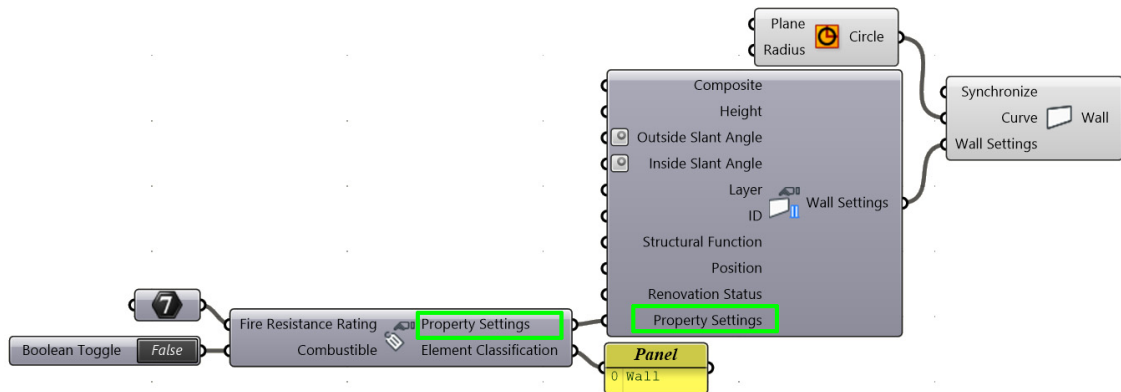 Plane
Radius
Circle
Composite
Height
Outside Slant Angle
Inside Slant Angle
Layer
ID
Structural Function
Position
Renovation Status
Property Settings
Wall Settings
Synchronize
Curve
Wall Settings
Wall
7
Boolean Toggle False
Fire Resistance Rating
Combustible
Property Settings
Element Classification
Panel
0 Wall